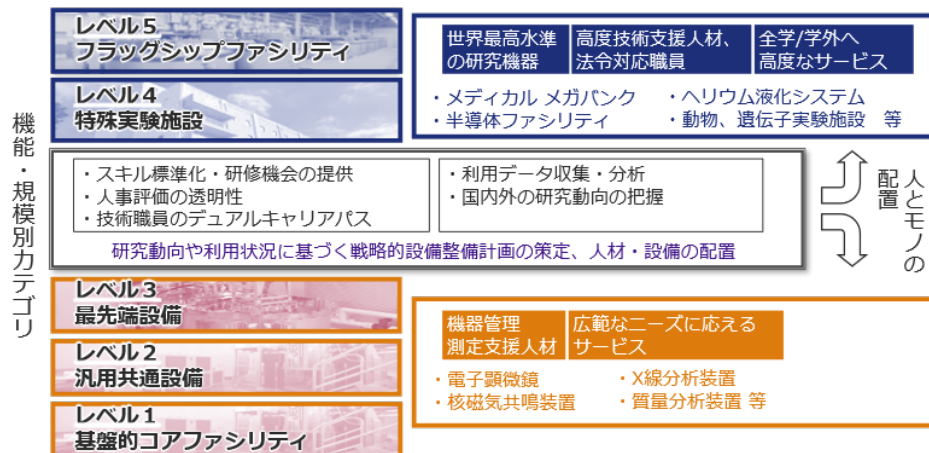 機能・規模別カテゴリ
レベル5
フラッグシップファシリティ
レベル4
特殊実験施設
世界最高水準
の研究機器
高度技術支援人材、
法令対応職員
全学/学外へ
高度なサービス
・メディカル メガバンク
・ヘリウム液化システム
・半導体ファシリティ
・動物、遺伝子実験施設 等
・スキル標準化・研修機会の提供
・人事評価の透明性
・技術職員のデュアルキャリアパス
・利用データ収集・分析
・国内外の研究動向の把握
研究動向や利用状況に基づく戦略的設備整備計画の策定、人材・設備の配置
人とモノの
配置
レベル3
最先端設備
レベル2
汎用共通設備
レベル1
基盤的コアファシリティ
機器管理
測定支援人材
広範なニーズに応える
サービス
・電子顕微鏡
・X線分析装置
・核磁気共鳴装置
・質量分析装置 等